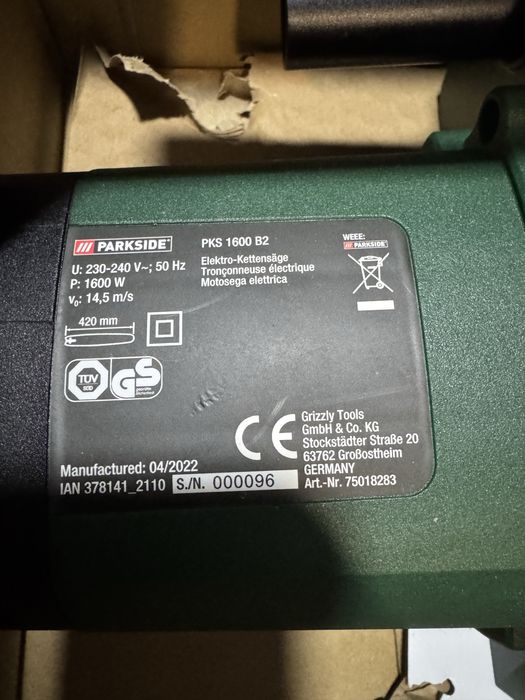 PARKSIDE
PKS 1600 B2
U: 230-240 V~; 50 Hz
P: 1600 W
v₀: 14,5 m/s
Elektro-Kettensäge
Tronçonneuse électrique
Motosega elettrica
WEEE:
PARKSIDE
420 mm
TÜV
SÜD
GS
geprüfte
Sicherheit
CE
Grizzly Tools
GmbH & Co. KG
Stockstädter Straße 20
63762 Großostheim
GERMANY
Art.-Nr. 75018283
Manufactured: 04/2022
IAN 378141_2110 S./N. 000096